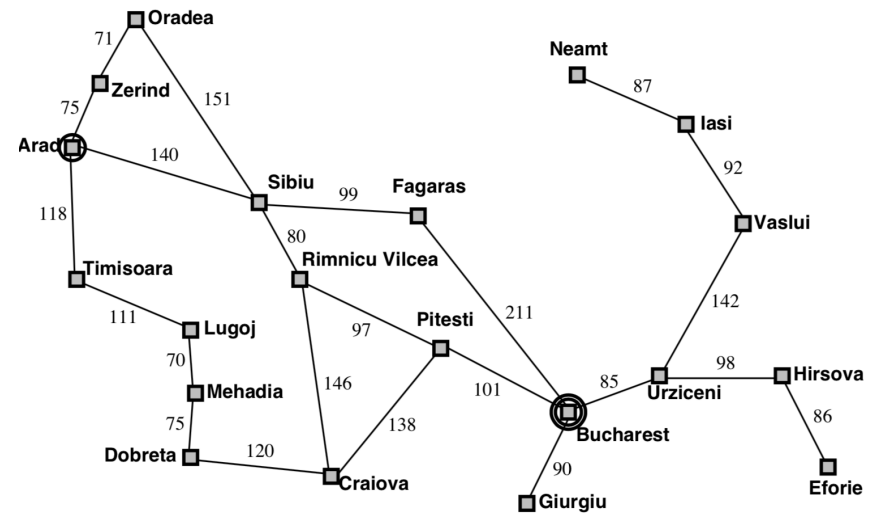 Oradea
71
Neamt
87
Zerind
151
75
Iasi
Arad
140
92
Sibiu
99
Fagaras
118
80
Vaslui
Timisoara
Rimnicu Vilcea
142
111
Lugoj
97
Pitesti
211
70
Mehadia
146
101
85
98
Hirsova
Urziceni
75
138
86
Dobreta
120
Bucharest
90
Craiova
Giurgiu
Eforie